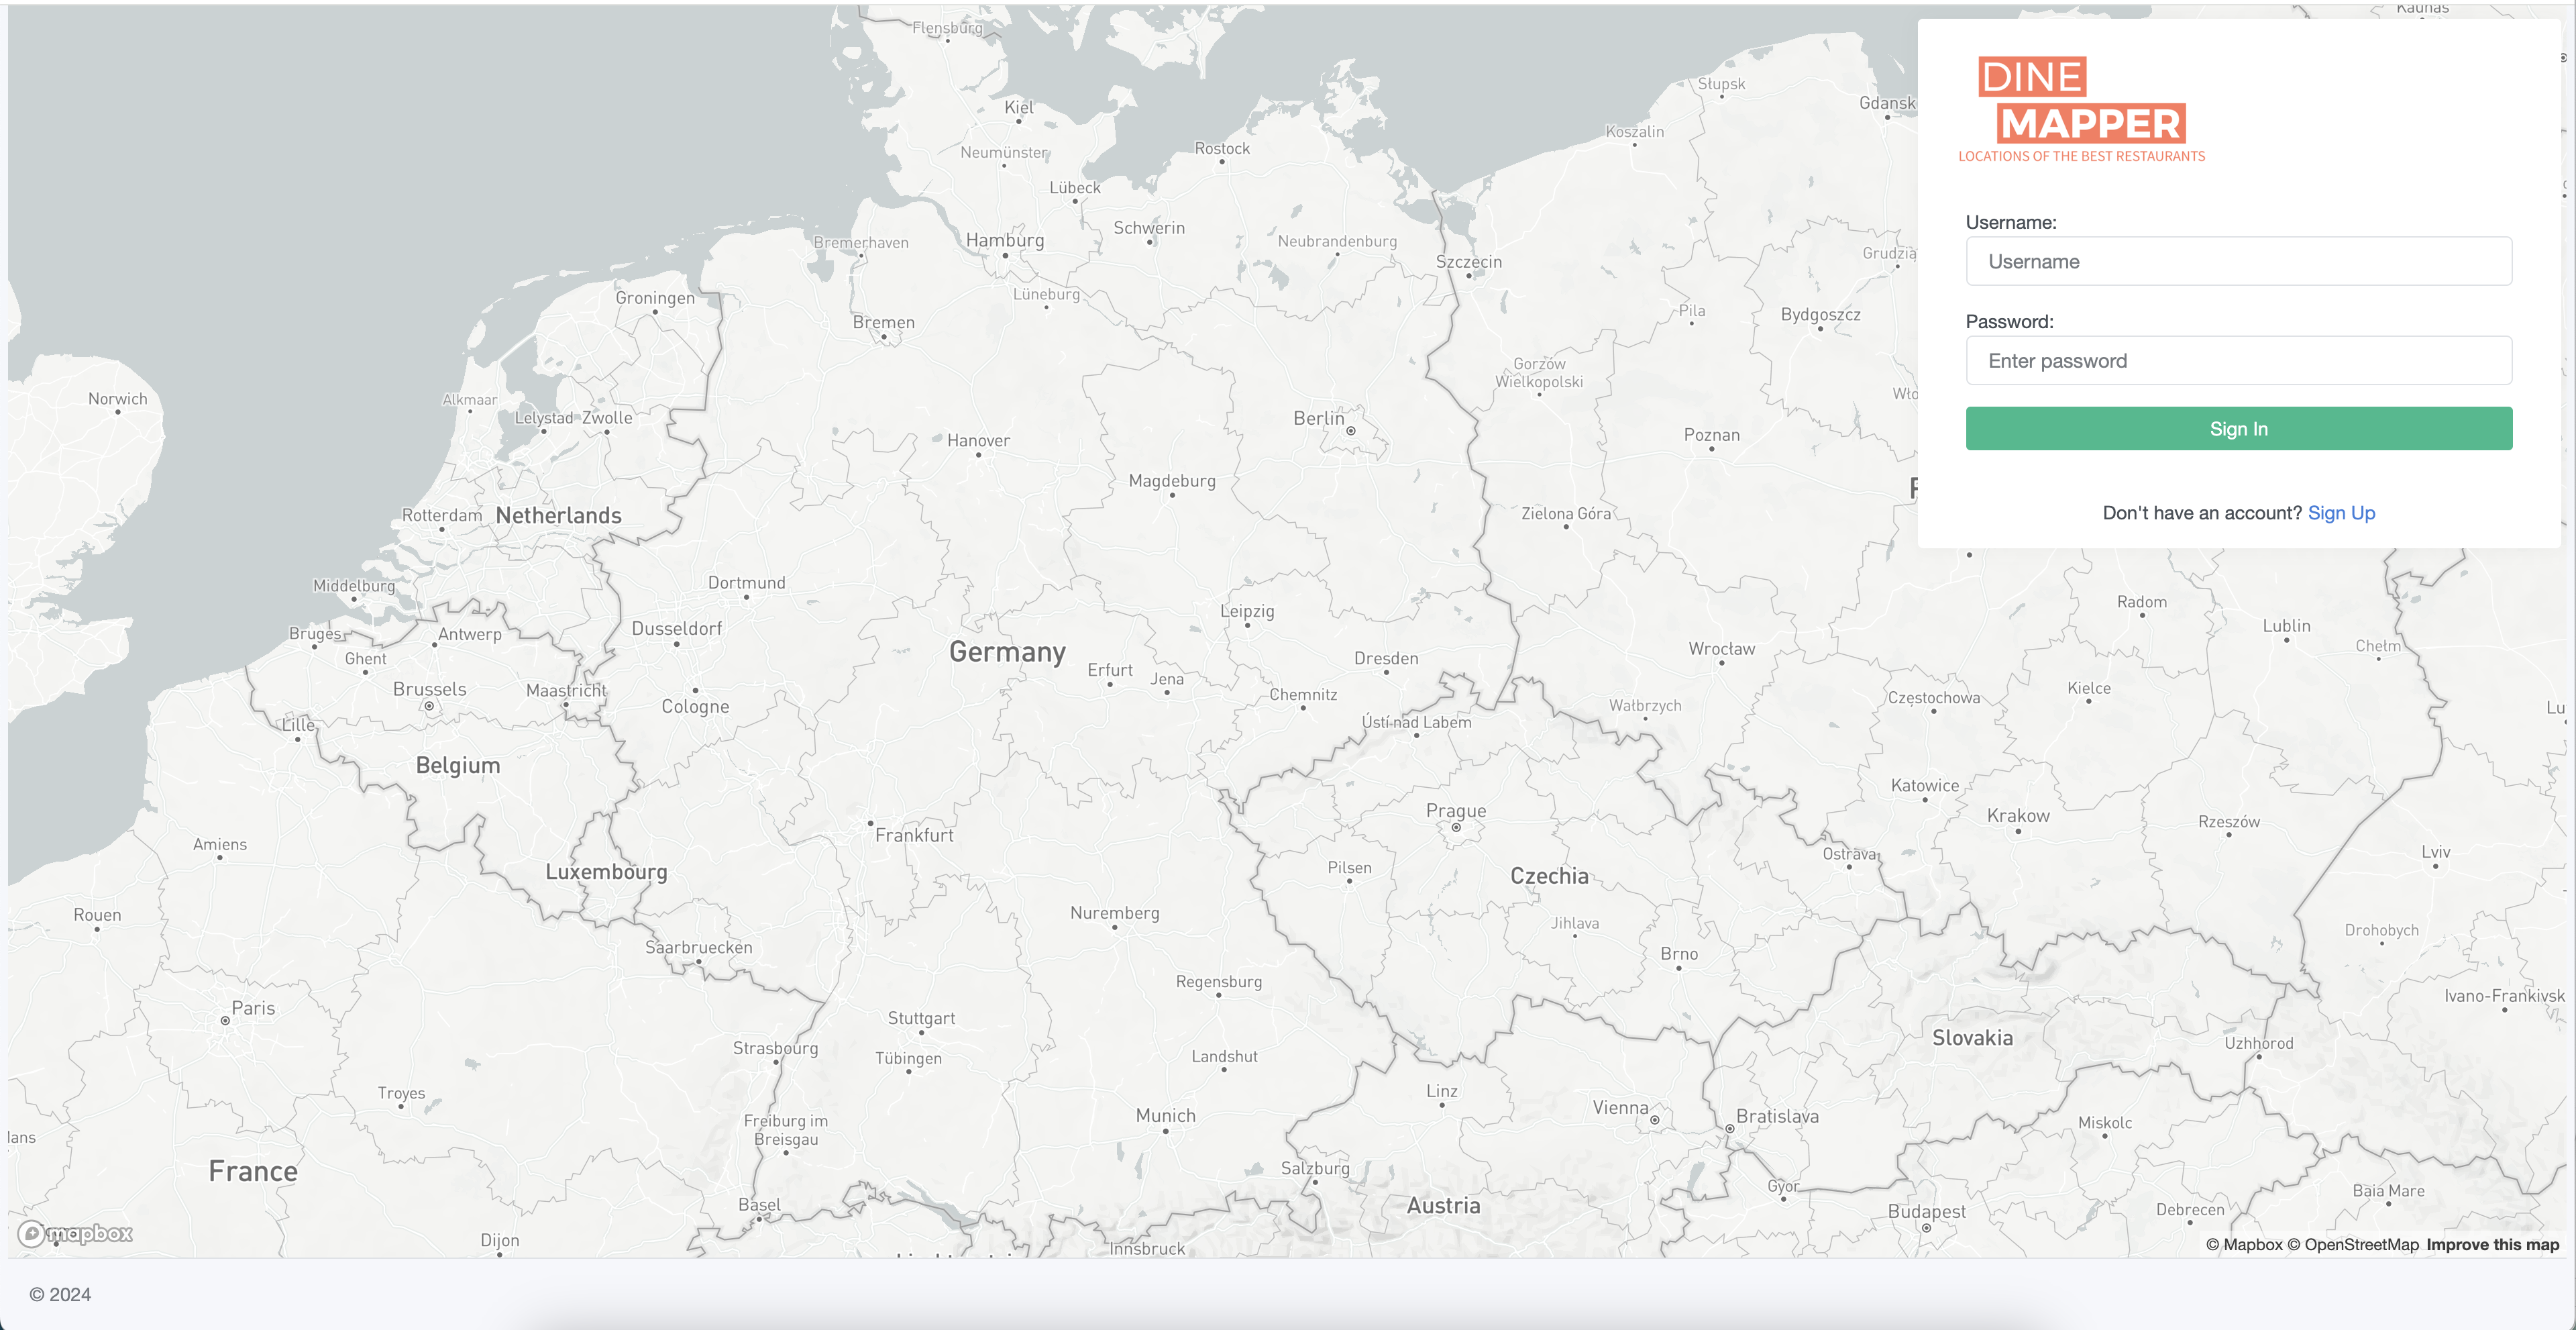 Flensburg
Kaunas
DINE
MAPPER
LOCATIONS OF THE BEST RESTAURANTS
Słupsk
Kiel
Gdansk
Koszalin
Neumünster
Rostock
Lübeck
Username:
Username
Schwerin
Bremerhaven
Hamburg
Neubrandenburg
Szczecin
Groningen
Lüneburg
Pila
Bydgoszcz
Bremen
Password:
Enter password
Gorzów
Wielkopolski
Norwich
Alkmaar
Lelystad
Zwolle
Berlin
Sign In
Hanover
Poznan
Magdeburg
Rotterdam
Netherlands
Zielona Góra
Don't have an account? Sign Up
Middelburg
Dortmund
Radom
Leipzig
Bruges
Antwerp
Dusseldorf
Lublin
Germany
Wrocław
Chełm
Ghent
Dresden
Erfurt
Jena
Brussels
Maastricht
Chemnitz
Częstochowa
Kielce
Cologne
Wałbrzych
Lille
Ústí nad Labem
Belgium
Katowice
Prague
Krakow
Rzeszów
Frankfurt
Amiens
Luxembourg
Pilsen
Czechia
Ostrava
Lviv
Rouen
Nuremberg
Jihlava
Drohobych
Saarbruecken
Brno
Regensburg
Ivano-Frankivsk
Paris
Stuttgart
Slovakia
Uzhhorod
Strasbourg
Tübingen
Landshut
Troyes
Linz
Vienna
Bratislava
Munich
Freiburg im
Breisgau
Miskolc
lans
France
Salzburg
Gyor
Baia Mare
Basel
Austria
Budapest
Debrecen
mapbox
Dijon
Innsbruck
© Mapbox © OpenStreetMap Improve this map
© 2024